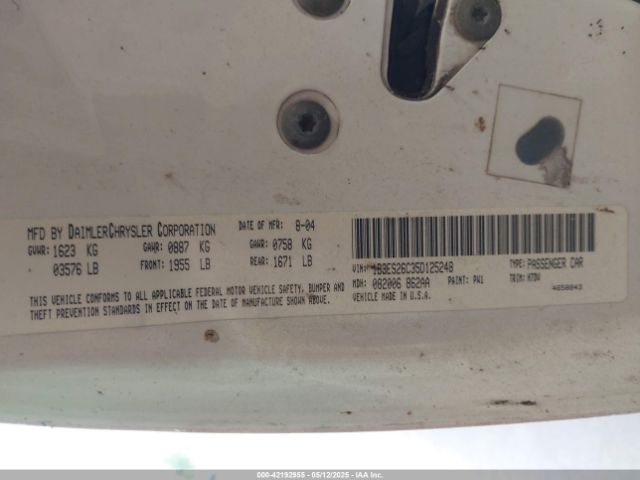 MFD BY DAIMLERCHRYSLER CORPORATION DATE OF MFR: 8-04
GVWR: 1623 KG GAWR: 0887 KG GAWR: 0758 KG
03576 LB FRONT: 1955 LB REAR: 1671 LB
THIS VEHICLE CONFORMS TO ALL APPLICABLE FEDERAL MOTOR VEHICLE SAFETY, BUMPER AND
THEFT PREVENTION STANDARDS IN EFFECT ON THE DATE OF MANUFACTURE SHOWN ABOVE.
VIN: 1B3ES26C35D125248 TYPE: PASSENGER CAR
MDH: 082006 862AA PAINT: PW1 TRIM: H7DV
VEHICLE MADE IN U.S.A. 4658043
000-42192955 - 05/12/2025 - IAA Inc.